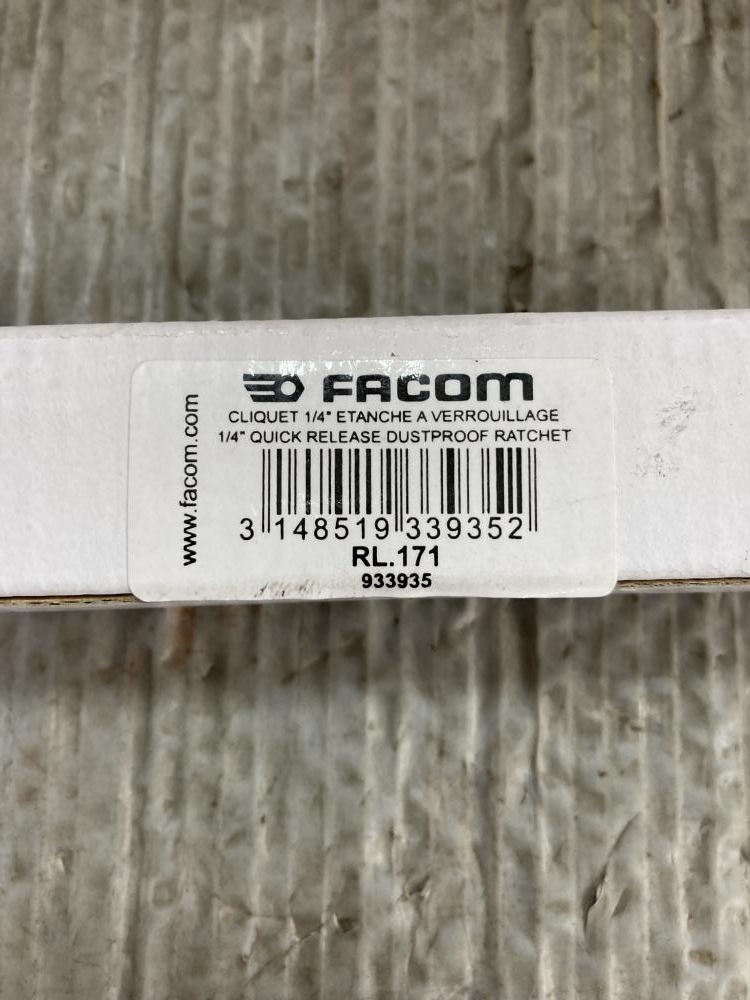 FACOM
CLIQUET 1/4" ETANCHE A VERROUILLAGE
1/4" QUICK RELEASE DUSTPROOF RATCHET
www.facom.com
3 148519 339352
RL.171
933935